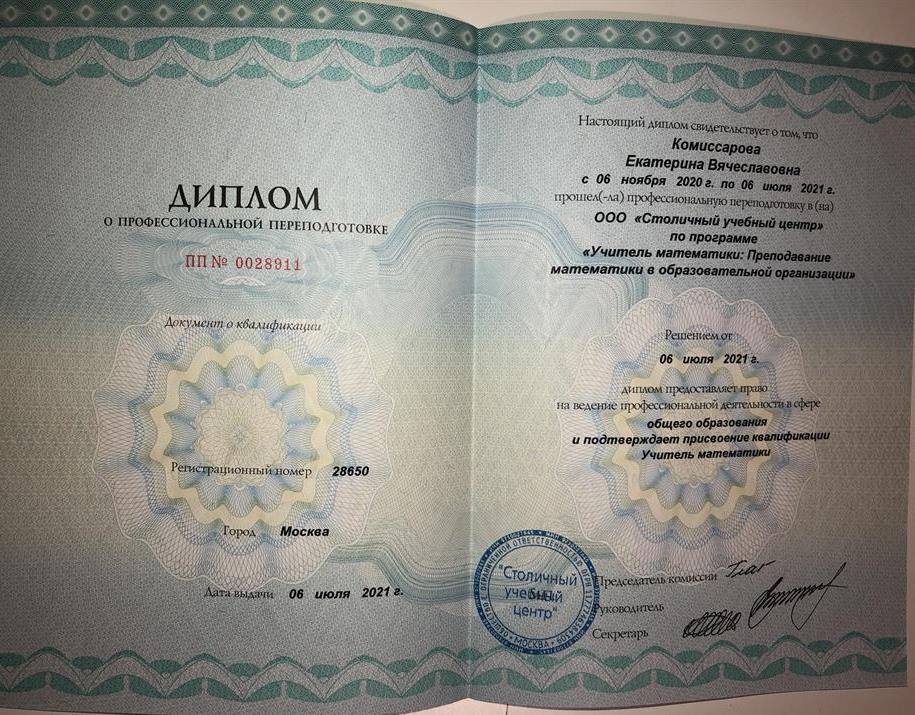 ДИПЛОМ
О ПРОФЕССИОНАЛЬНОЙ ПЕРЕПОДГОТОВКЕ
ПП № 0028911
Документ о квалификации
Регистрационный номер 28650
Город Москва
Дата выдачи 06 июля 2021 г.
Настоящий диплом свидетельствует о том, что
Комиссарова
Екатерина Вячеславовна
с 06 ноября 2020 г. по 06 июля 2021 г.
прошел(-ла) профессиональную переподготовку в (на)
ООО «Столичный учебный центр»
по программе
«Учитель математики: Преподавание
математики в образовательной организации»
Решением от
06 июля 2021 г.
диплом предоставляет право
на ведение профессиональной деятельности в сфере
общего образования
и подтверждает присвоение квалификации
Учитель математики
Председатель комиссии
Руководитель
Секретарь
"Столичный
учебный
центр"
МОСКВА